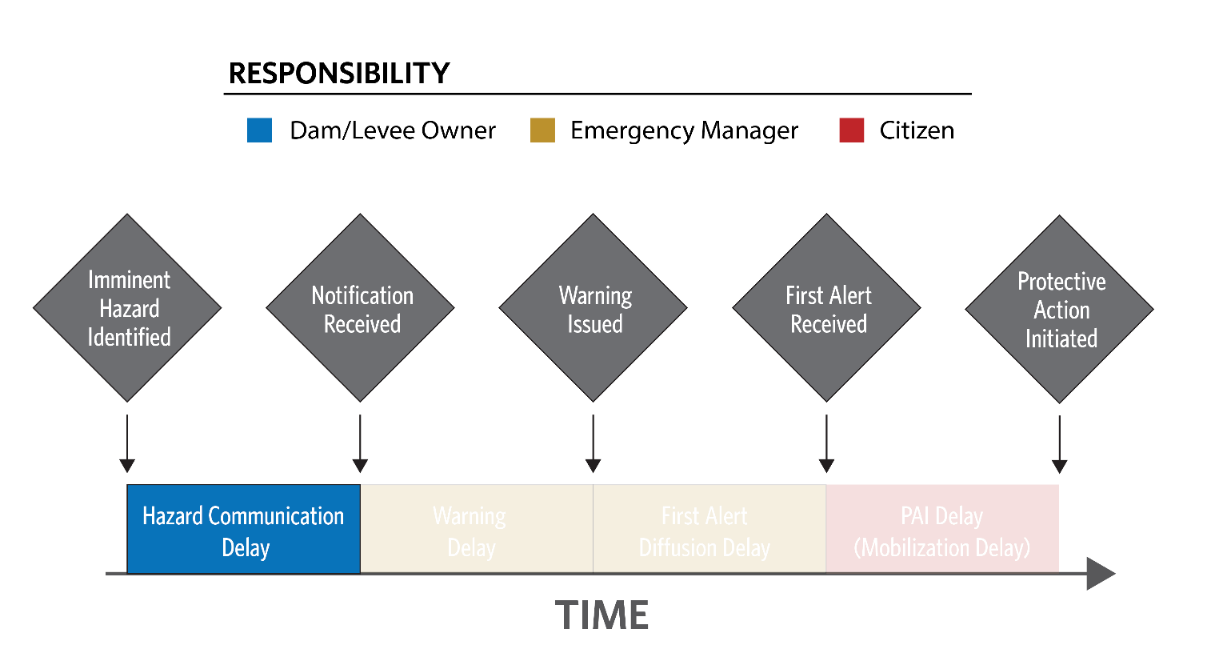 RESPONSIBILITY
Dam/Levee Owner
Emergency Manager
Citizen
Imminent
Hazard
Identified
Notification
Received
Warning
Issued
First Alert
Received
Protective
Action
Initiated
Hazard Communication
Delay
Warning
Delay
First Alert
Diffusion Delay
PAI Delay
(Mobilization Delay)
TIME